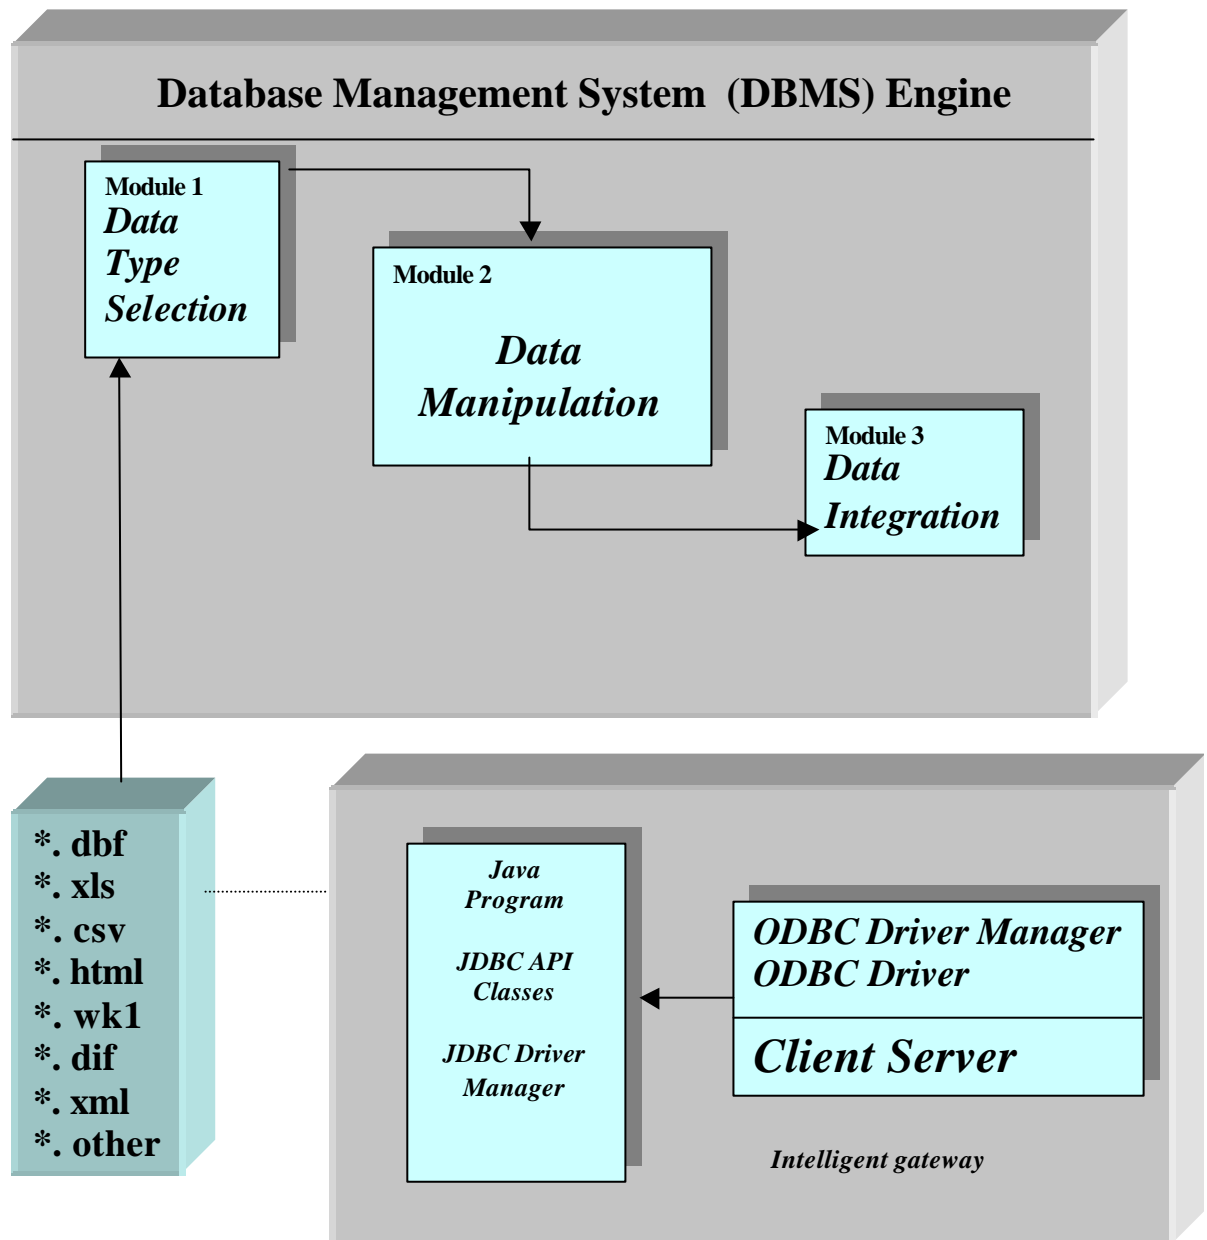 Database Management System (DBMS) Engine
Module 1
Data
Type
Selection
Module 2
Data
Manipulation
Module 3
Data
Integration
*. dbf
*. xls
*. csv
*. html
*. wk1
*. dif
*. xml
*. other
Java
Program
JDBC API
Classes
JDBC Driver
Manager
ODBC Driver Manager
ODBC Driver
Client Server
Intelligent gateway